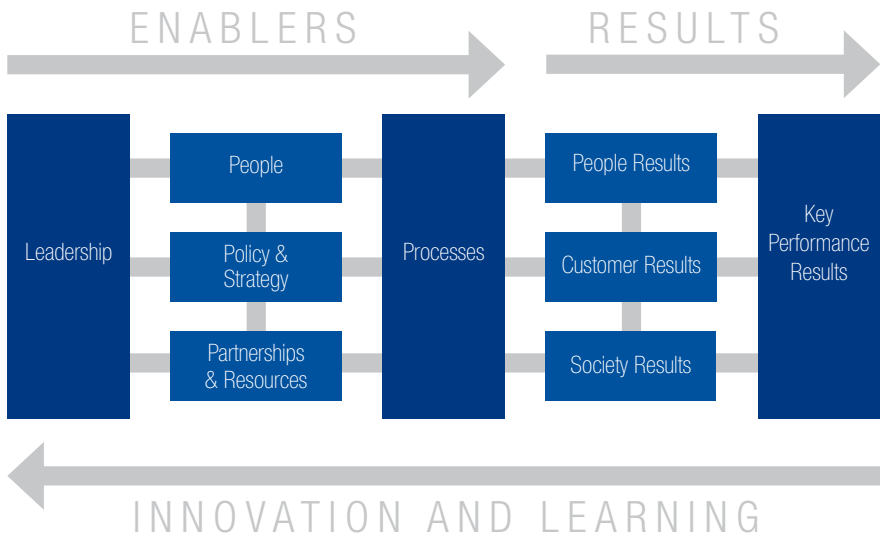 ENABLERS
RESULTS
Leadership
People
Policy &
Strategy
Partnerships
& Resources
Processes
People Results
Customer Results
Society Results
Key
Performance
Results
INNOVATION AND LEARNING